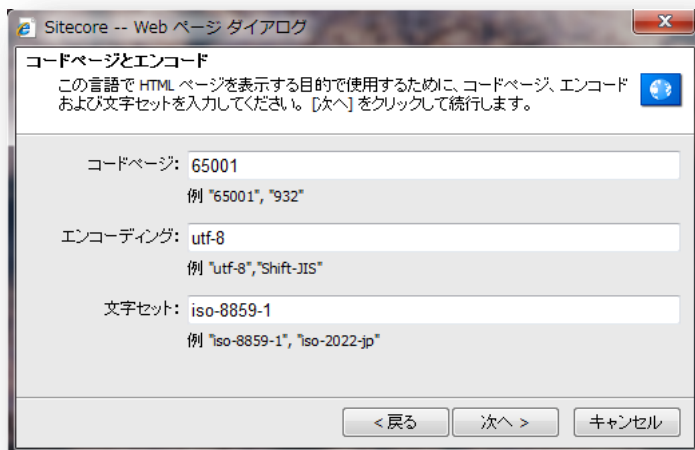 Sitecore -- Web ページ ダイアログ
コードページとエンコード
この言語で HTML ページを表示する目的で使用するために、コードページ、エンコード
および文字セットを入力してください。[次へ] をクリックして続行します。
コードページ: 65001
例 "65001", "932"
エンコーディング: utf-8
例 "utf-8","Shift-JIS"
文字セット: iso-8859-1
例 "iso-8859-1", "iso-2022-jp"
< 戻る 次へ > キャンセル